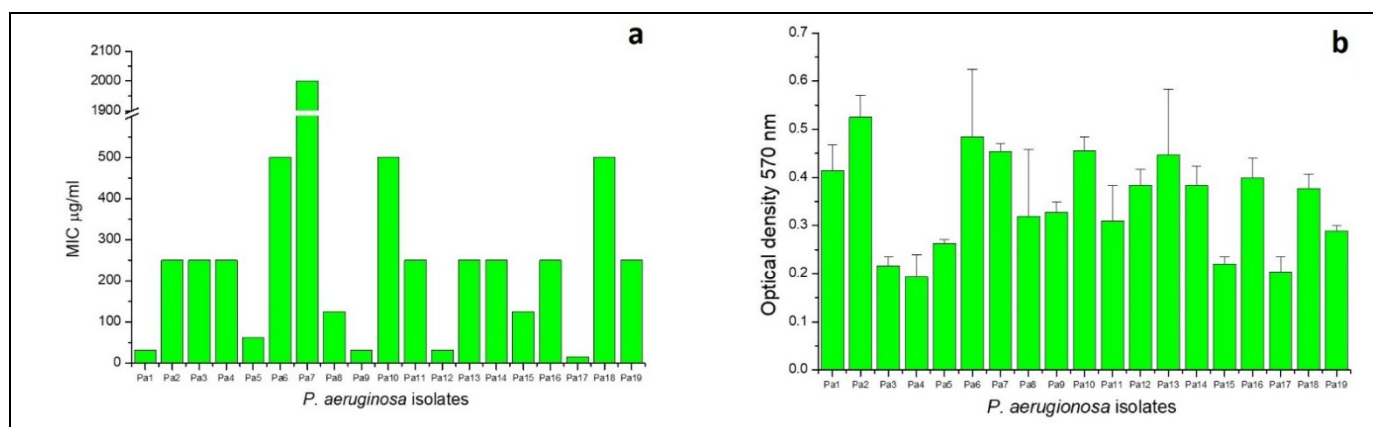 a
2100
2000
1900
500
400
300
200
100
0
MIC μg/ml
Pa1 Pa2 Pa3 Pa4 Pa5 Pa6 Pa7 Pa8 Pa9 Pa10 Pa11 Pa12 Pa13 Pa14 Pa15 Pa16 Pa17 Pa18 Pa19
P. aeruginosa isolates
b
0.7
0.6
0.5
0.4
0.3
0.2
0.1
0.0
Optical density 570 nm
Pa1 Pa2 Pa3 Pa4 Pa5 Pa6 Pa7 Pa8 Pa9 Pa10 Pa11 Pa12 Pa13 Pa14 Pa15 Pa16 Pa17 Pa18 Pa19
P. aerugionosa isolates